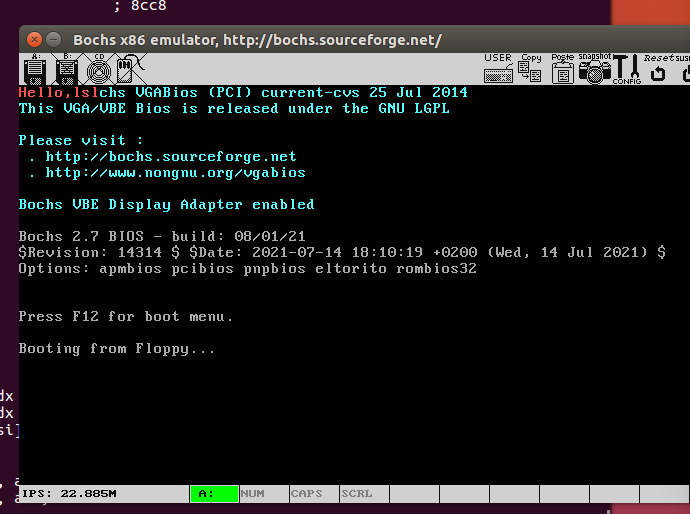 ; 8cc8
Bochs x86 emulator, http://bochs.sourceforge.net/
A: B: CD USER Copy Paste snapshot CONFIG Reset
Hello,lslchs VGABios (PCI) current-cvs 25 Jul 2014
This VGA/VBE Bios is released under the GNU LGPL
Please visit :
. http://bochs.sourceforge.net
. http://www.nongnu.org/vgabios
Bochs VBE Display Adapter enabled
Bochs 2.7 BIOS - build: 08/01/21
$Revision: 14314 $ $Date: 2021-07-14 18:10:19 +0200 (Wed, 14 Jul 2021) $
Options: apmbios pcibios pnpbios eltorito rombios32
Press F12 for boot menu.
Booting from Floppy...
dx
dx
si]
IPS: 22.885M A: NUM CAPS SCRL